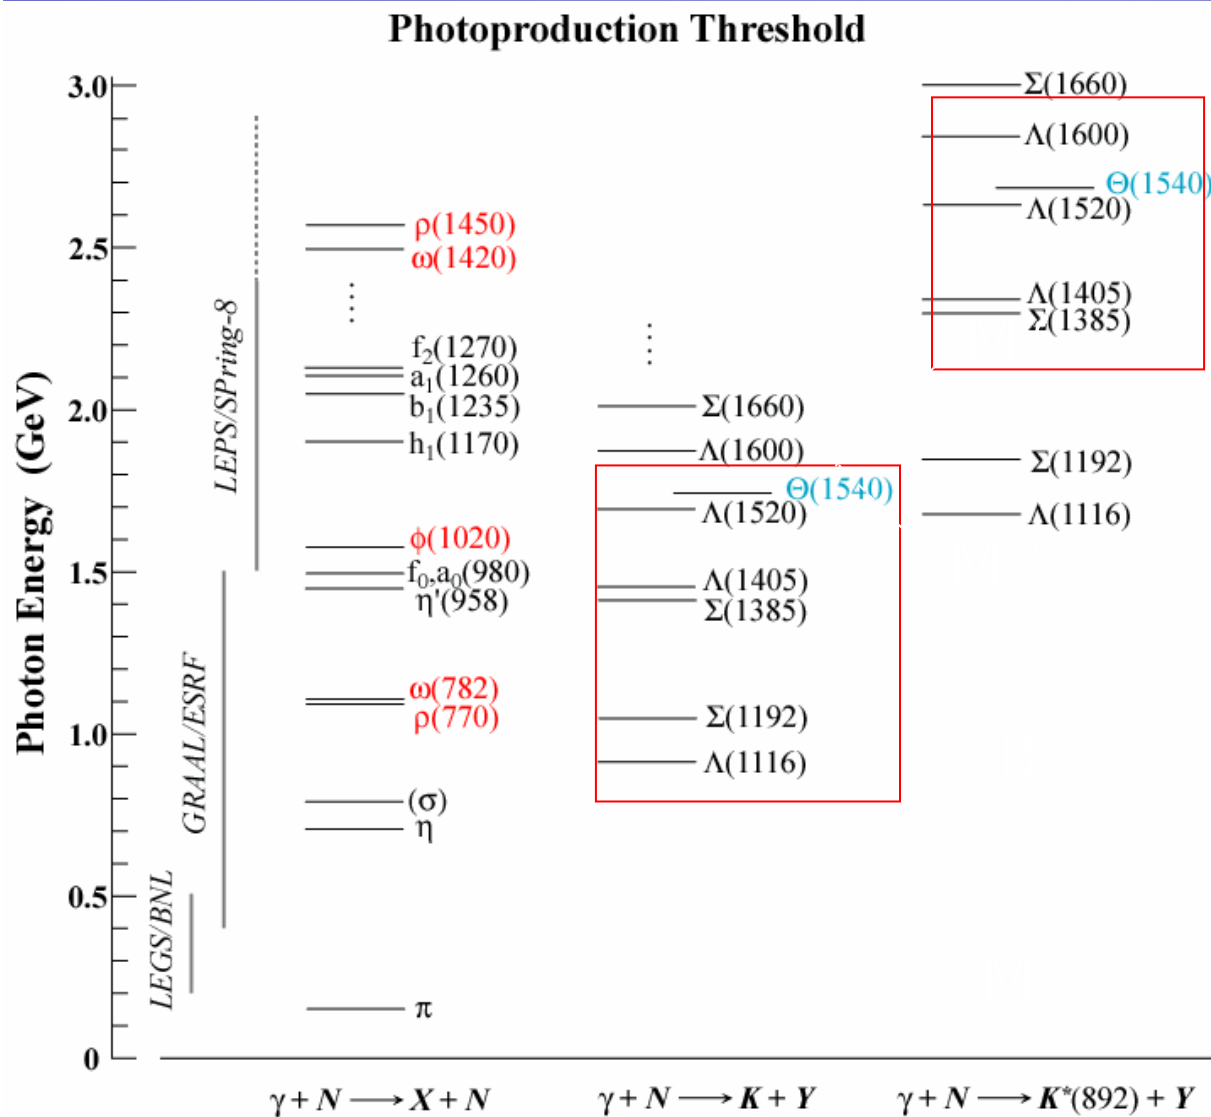 Photoproduction Threshold
Photon Energy (GeV)
3.0
2.5
2.0
1.5
1.0
0.5
0
LEPS/SPring-8
GRAAL/ESRF
LEGS/BNL
ρ(1450)
ω(1420)
f₂(1270)
a₁(1260)
b₁(1235)
h₁(1170)
ϕ(1020)
f₀,a₀(980)
η'(958)
ω(782)
ρ(770)
(σ)
η
π
γ + N → X + N
Σ(1660)
Λ(1600)
Θ(1540)
Λ(1520)
Λ(1405)
Σ(1385)
Σ(1192)
Λ(1116)
γ + N → K + Y
Σ(1660)
Λ(1600)
Θ(1540)
Λ(1520)
Λ(1405)
Σ(1385)
Σ(1192)
Λ(1116)
γ + N → K*(892) + Y